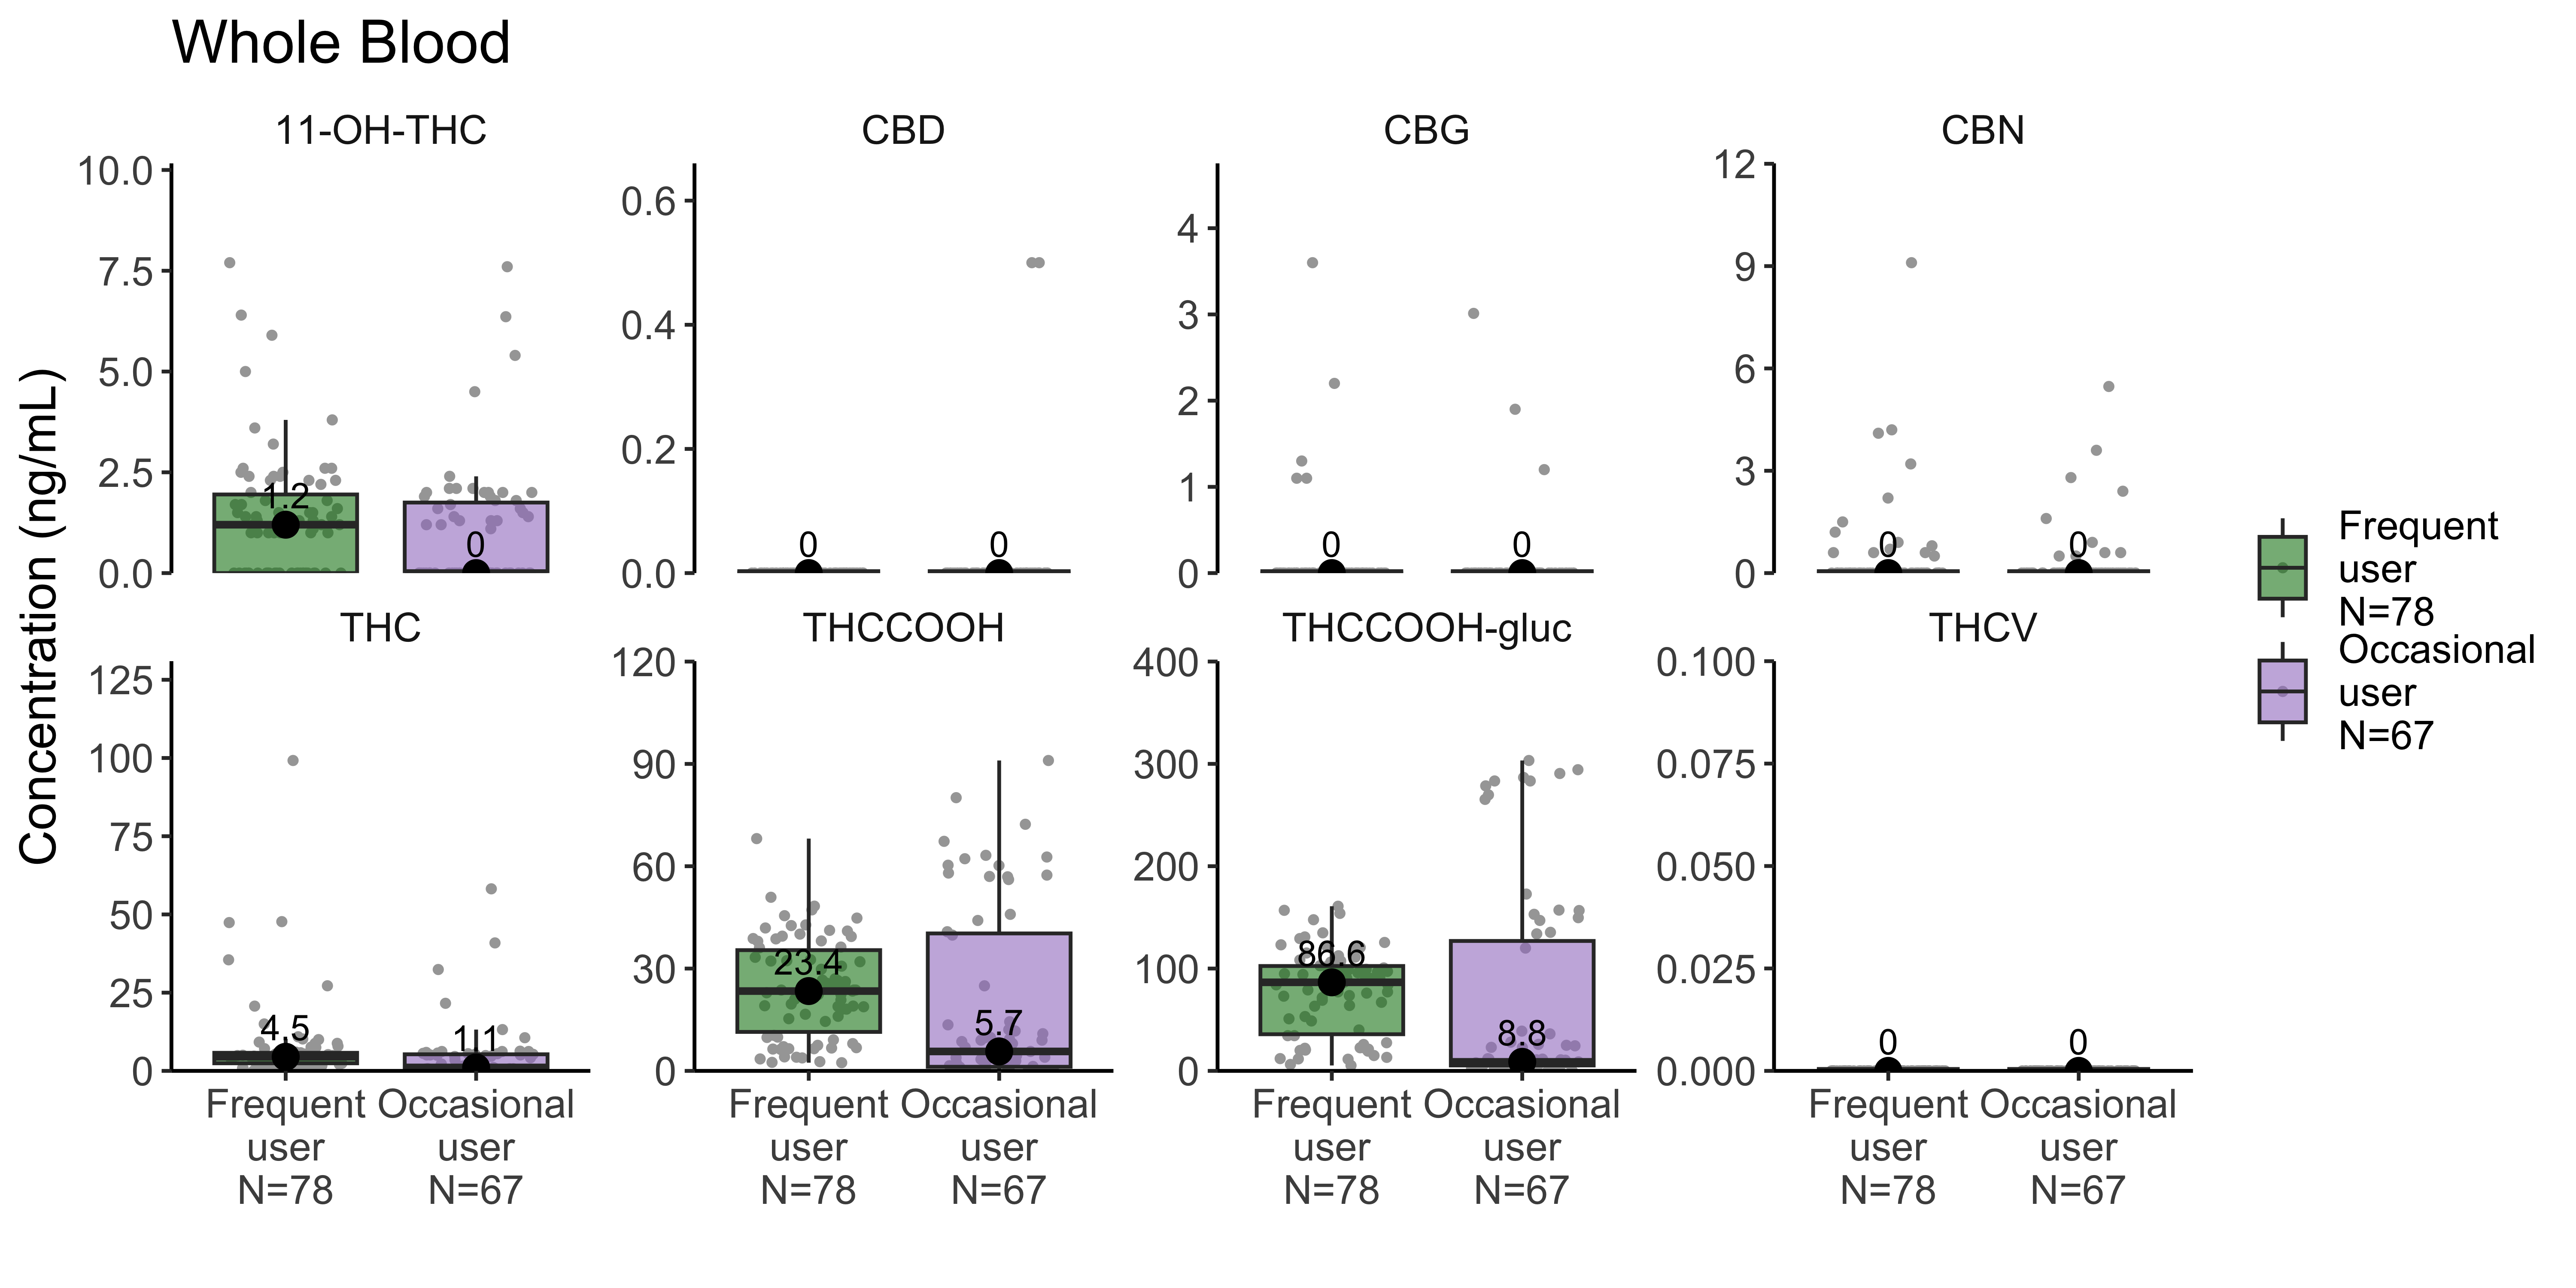 Whole Blood
11-OH-THC
CBD
CBG
CBN
Concentration (ng/mL)
10.0
7.5
5.0
2.5
0.0
1.2
0
0.6
0.4
0.2
0.0
0
0
4
3
2
1
0
0
0
12
9
6
3
0
0
0
THC
THCCOOH
THCCOOH-gluc
THCV
125
100
75
50
25
0
4.5
1.1
120
90
60
30
0
23.4
5.7
400
300
200
100
0
86.6
8.8
0.100
0.075
0.050
0.025
0.000
0
0
Frequent
user
N=78
Occasional
user
N=67
Frequent
user
N=78
Occasional
user
N=67
Frequent
user
N=78
Occasional
user
N=67
Frequent
user
N=78
Occasional
user
N=67
Frequent
user
N=78
Occasional
user
N=67